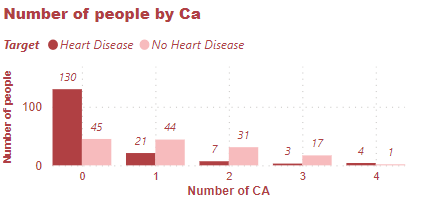 Number of people by Ca
Target Heart Disease No Heart Disease
Number of people
100
0
130
45
21
44
7
31
3
17
4
1
0 1 2 3 4
Number of CA